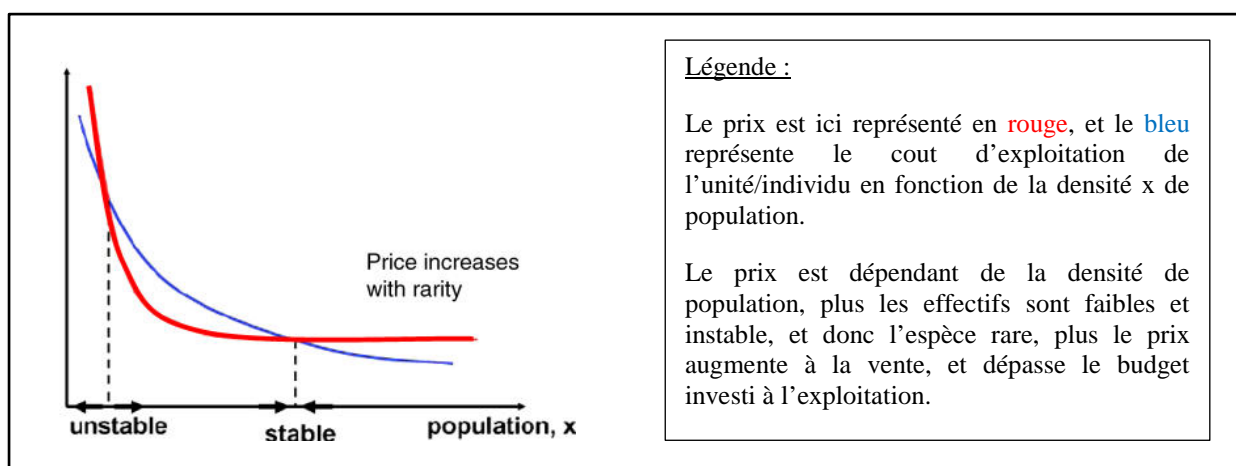 Price increases
with rarity
unstable
stable
population, x
Légende :
Le prix est ici représenté en rouge, et le bleu
représente le cout d’exploitation de
l’unité/individu en fonction de la densité x de
population.
Le prix est dépendant de la densité de
population, plus les effectifs sont faibles et
instable, et donc l’espèce rare, plus le prix
augmente à la vente, et dépasse le budget
investi à l’exploitation.